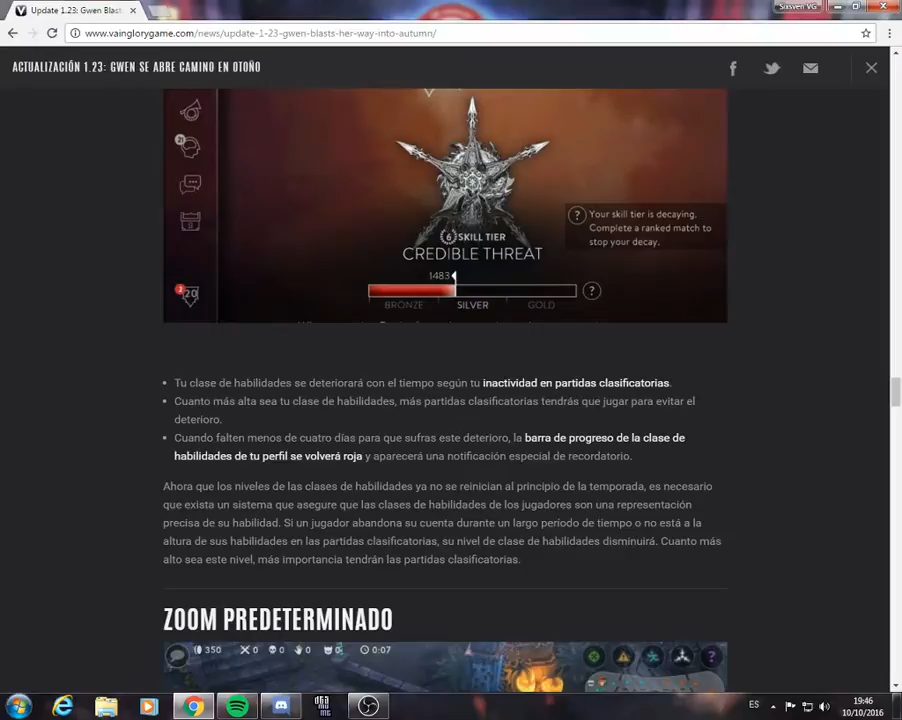 Update 1.23: Gwen Blas
Sixsven VG
www.vainglorygame.com/news/update-1-23-gwen-blasts-her-way-into-autumn/
ACTUALIZACIÓN 1.23: GWEN SE ABRE CAMINO EN OTOÑO
21
6 SKILL TIER
CREDIBLE THREAT
? Your skill tier is decaying.
Complete a ranked match to
stop your decay.
1483
?
BRONZE SILVER GOLD
20
Tu clase de habilidades se deteriorará con el tiempo según tu inactividad en partidas clasificatorias.
Cuanto más alta sea tu clase de habilidades, más partidas clasificatorias tendrás que jugar para evitar el
deterioro.
Cuando falten menos de cuatro días para que sufras este deterioro, la barra de progreso de la clase de
habilidades de tu perfil se volverá roja y aparecerá una notificación especial de recordatorio.
Ahora que los niveles de las clases de habilidades ya no se reinician al principio de la temporada, es necesario
que exista un sistema que asegure que las clases de habilidades de los jugadores son una representación
precisa de su habilidad. Si un jugador abandona su cuenta durante un largo período de tiempo o no está a la
altura de sus habilidades en las partidas clasificatorias, su nivel de clase de habilidades disminuirá. Cuanto más
alto sea este nivel, más importancia tendrán las partidas clasificatorias.
ZOOM PREDETERMINADO
350 0 0 0 0 0:07
?
ES
19:46
10/10/2016